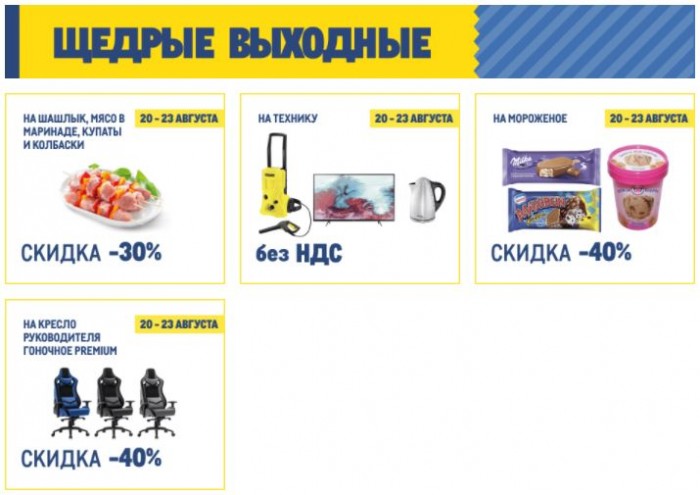 ЩЕДРЫЕ ВЫХОДНЫЕ
НА ШАШЛЫК, МЯСО В
МАРИНАДЕ, КУПАТЫ
И КОЛБАСКИ
20 - 23 АВГУСТА
СКИДКА -30%
НА ТЕХНИКУ
20 - 23 АВГУСТА
без НДС
НА МОРОЖЕНОЕ
20 - 23 АВГУСТА
Milka
СКИДКА -40%
НА КРЕСЛО
РУКОВОДИТЕЛЯ
ГОНОЧНОЕ PREMIUM
20 - 23 АВГУСТА
СКИДКА -40%